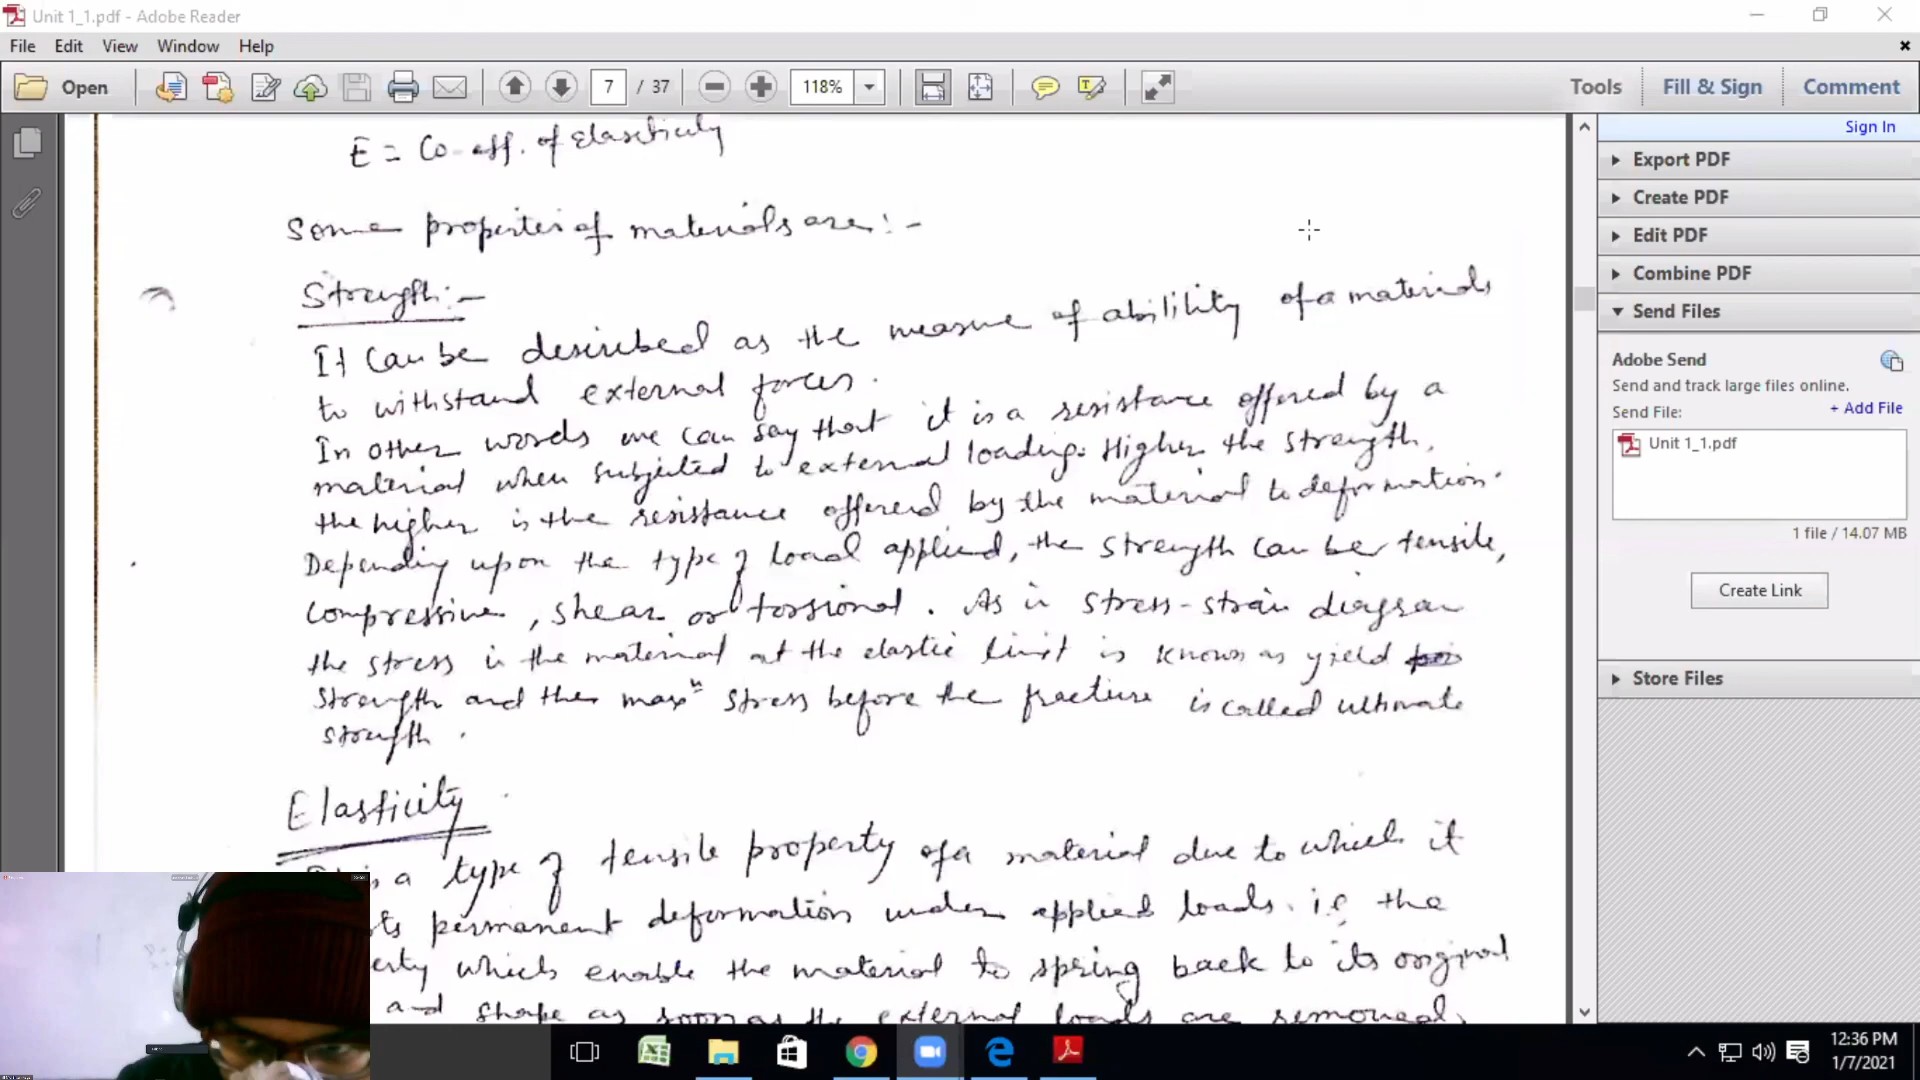 Unit 1_1.pdf - Adobe Reader
File Edit View Window Help
Open 7 / 37 118% Tools Fill & Sign Comment
E = Co-eff. of Elasticity
Some properties of materials are :-
Strength :-
It can be described as the measure of abilility of a materials
to withstand external forces.
In other words we can say that it is a resistance offered by a
material when subjected to external loading. Higher the strength,
the higher is the resistance offered by the material to deformation.
Depending upon the type of load applied, the strength can be tensile,
compressive, shear or torsional. As in stress-strain diagram
the stress in the material at the elastic limit is known as yield
strength and the max^m stress before the fracture is called ultimate
strength.
Elasticity
is a type of tensile property of a material due to which it
permanent deformation under applied loads. i.e the
which enable the material to spring back to its original
and shape as soon as the external loads are removed.
Sign In
Export PDF
Create PDF
Edit PDF
Combine PDF
Send Files
Adobe Send
Send and track large files online.
Send File: + Add File
Unit 1_1.pdf
1 file / 14.07 MB
Create Link
Store Files
12:36 PM
1/7/2021